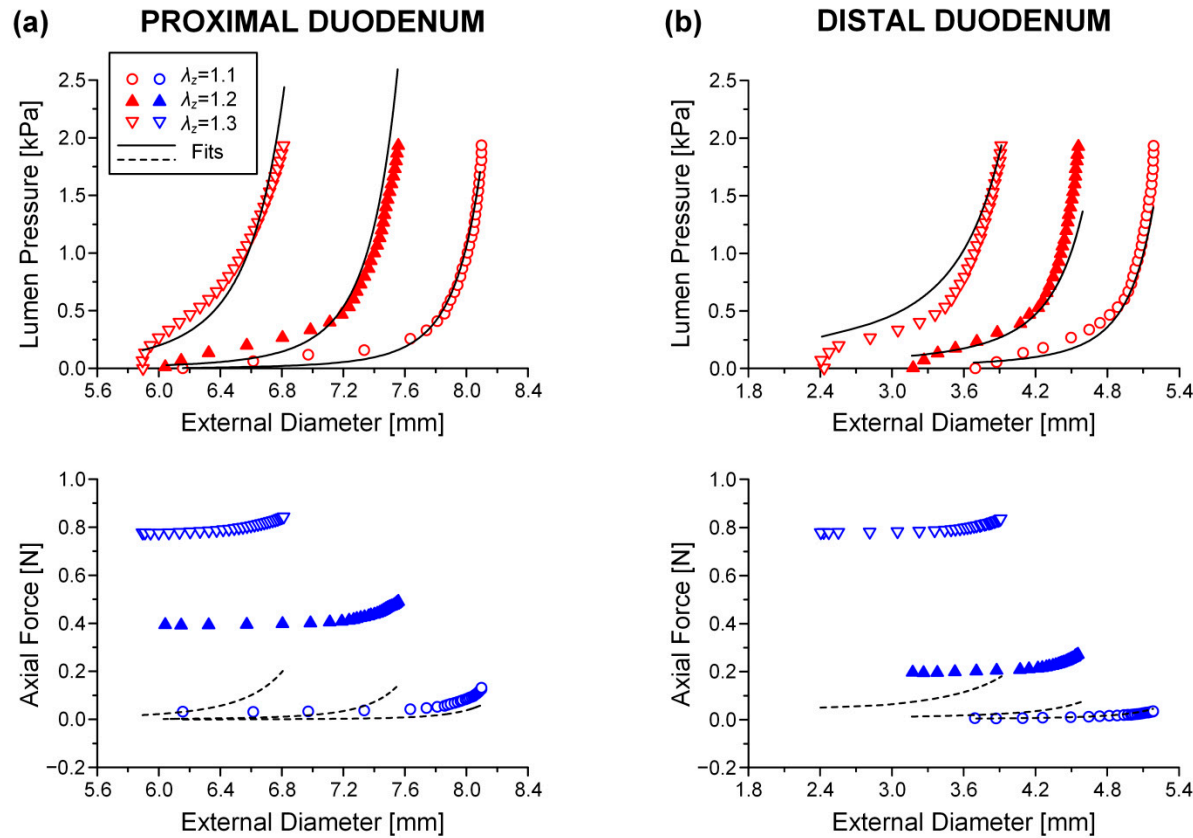 (a) PROXIMAL DUODENUM
λz=1.1
λz=1.2
λz=1.3
Fits
2.5
2.0
1.5
1.0
0.5
0.0
Lumen Pressure [kPa]
5.6 6.0 6.4 6.8 7.2 7.6 8.0 8.4
External Diameter [mm]
(b) DISTAL DUODENUM
2.5
2.0
1.5
1.0
0.5
0.0
Lumen Pressure [kPa]
1.8 2.4 3.0 3.6 4.2 4.8 5.4
External Diameter [mm]
1.0
0.8
0.6
0.4
0.2
0.0
−0.2
Axial Force [N]
5.6 6.0 6.4 6.8 7.2 7.6 8.0 8.4
External Diameter [mm]
1.0
0.8
0.6
0.4
0.2
0.0
−0.2
Axial Force [N]
1.8 2.4 3.0 3.6 4.2 4.8 5.4
External Diameter [mm]